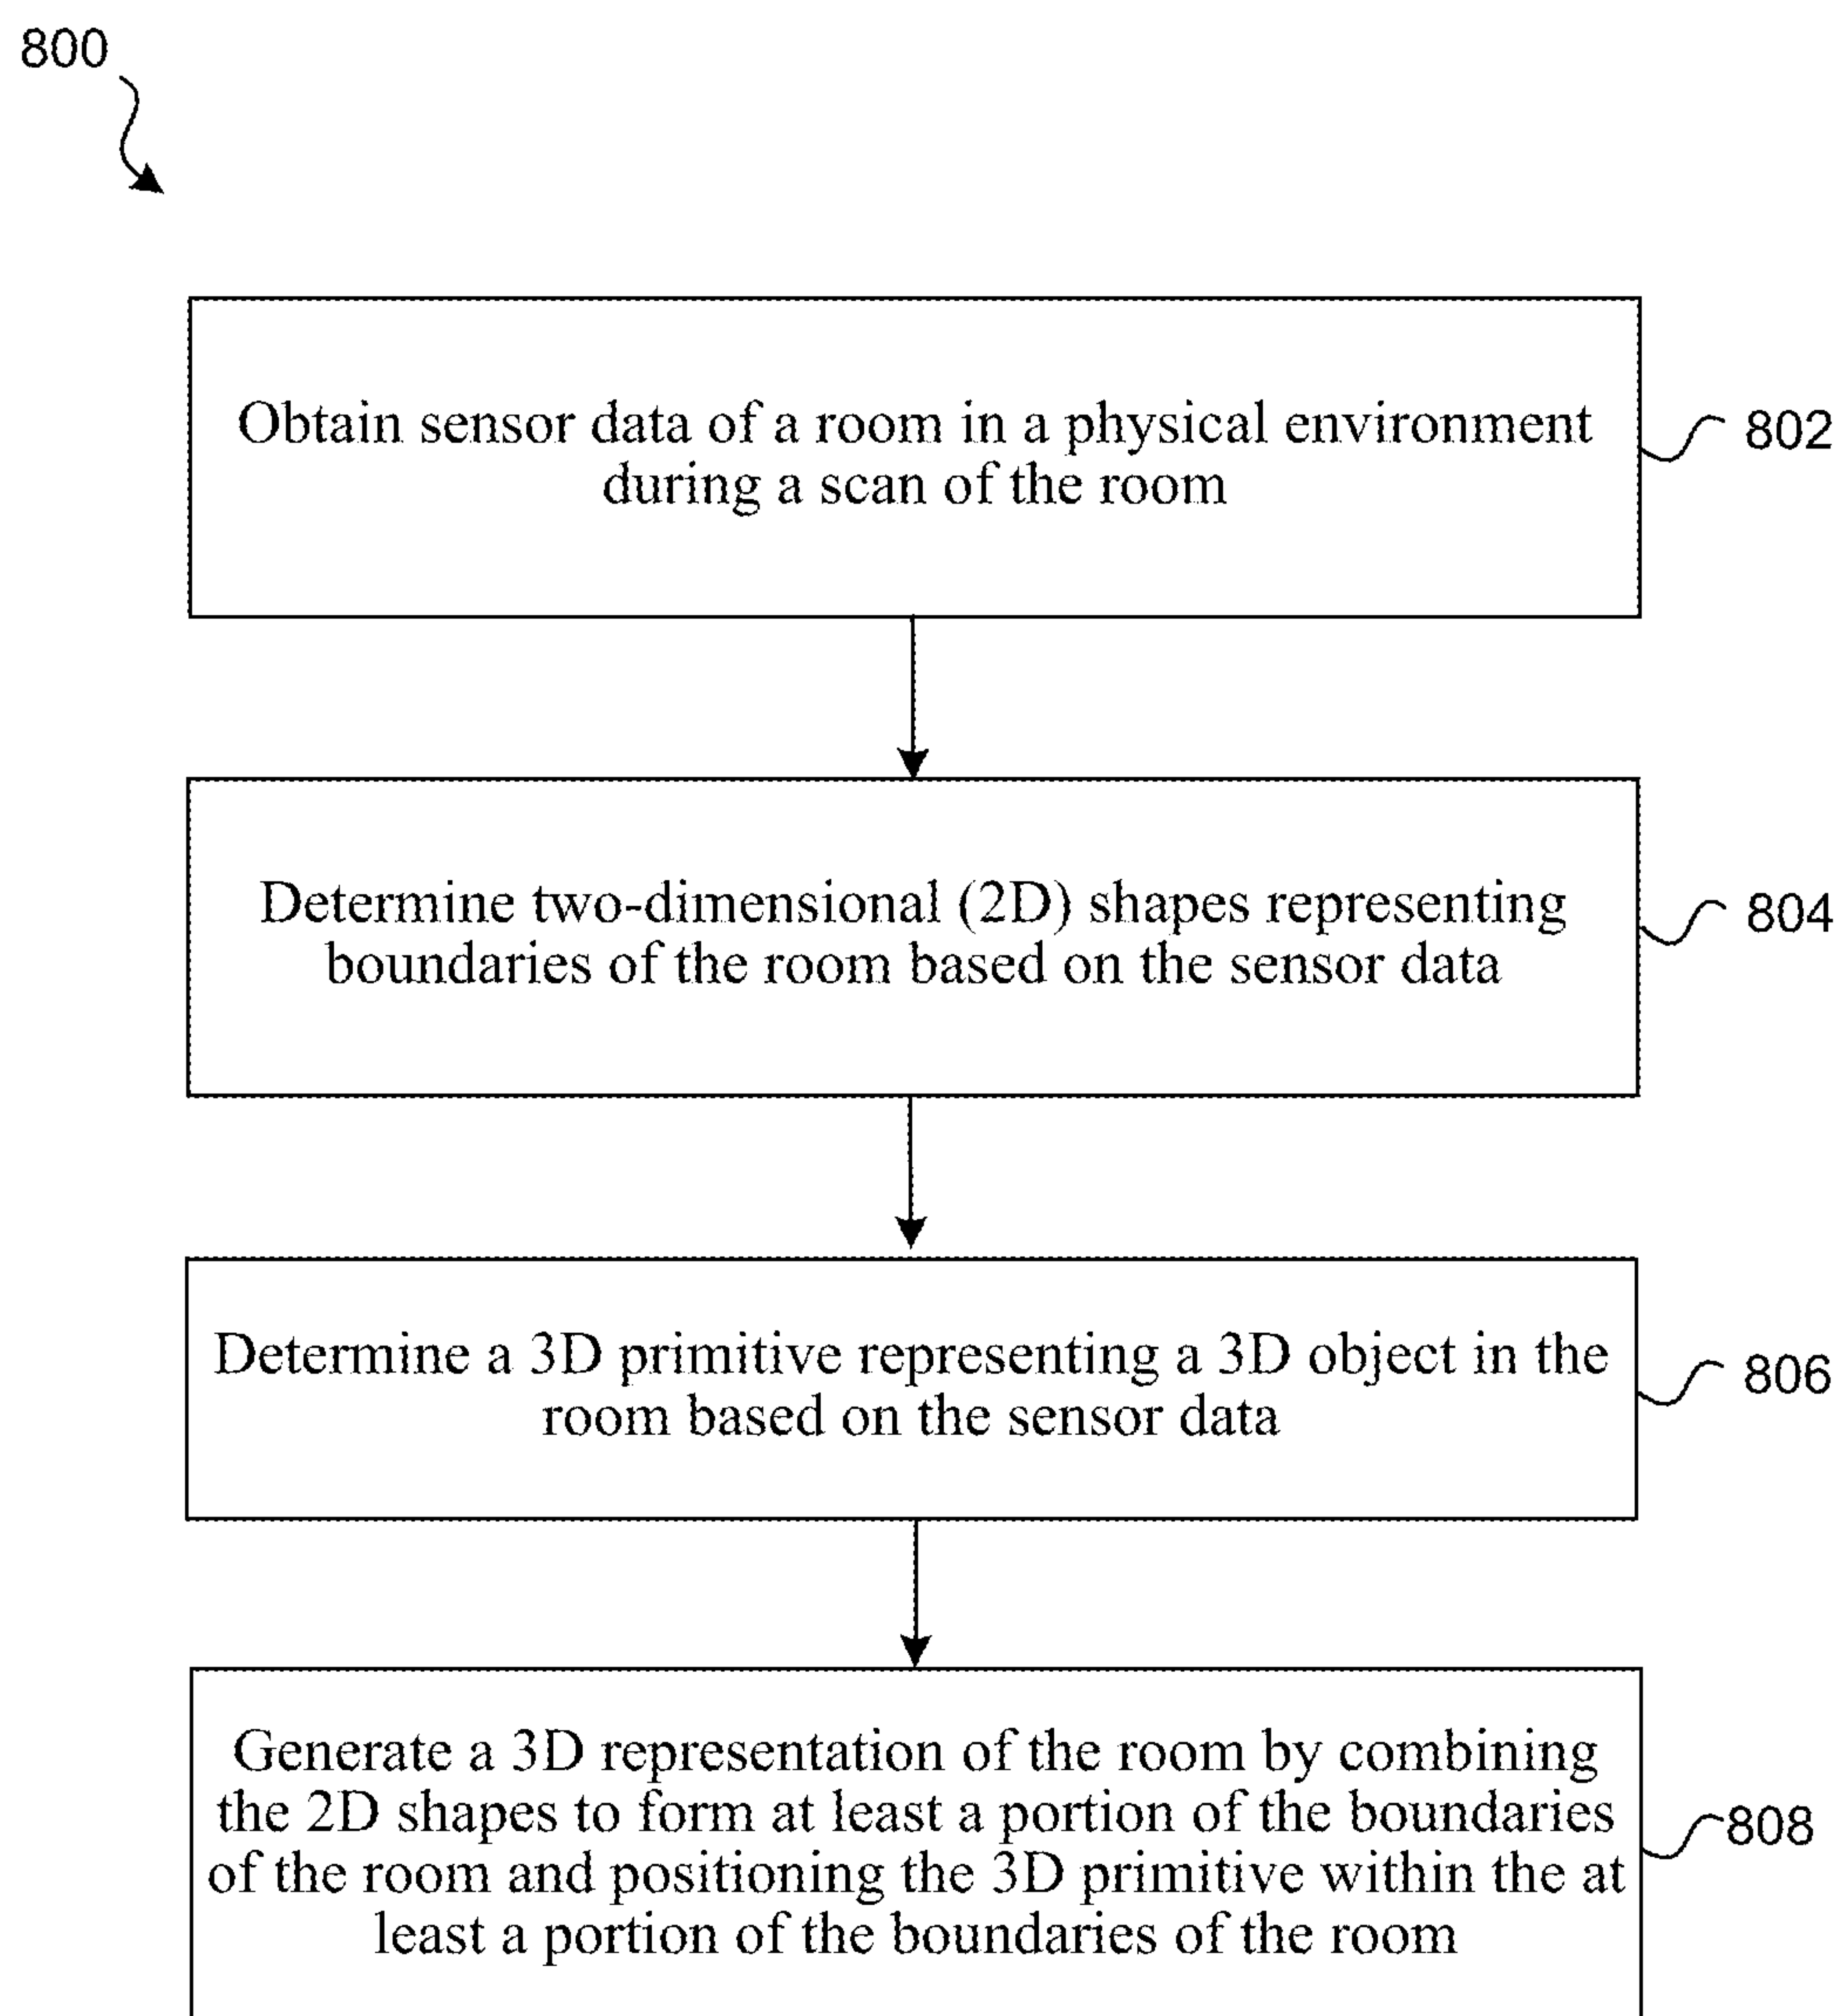 800
Obtain sensor data of a room in a physical environment
during a scan of the room
802
Determine two-dimensional (2D) shapes representing
boundaries of the room based on the sensor data
804
Determine a 3D primitive representing a 3D object in the
room based on the sensor data
806
Generate a 3D representation of the room by combining
the 2D shapes to form at least a portion of the boundaries
of the room and positioning the 3D primitive within the at
least a portion of the boundaries of the room
808